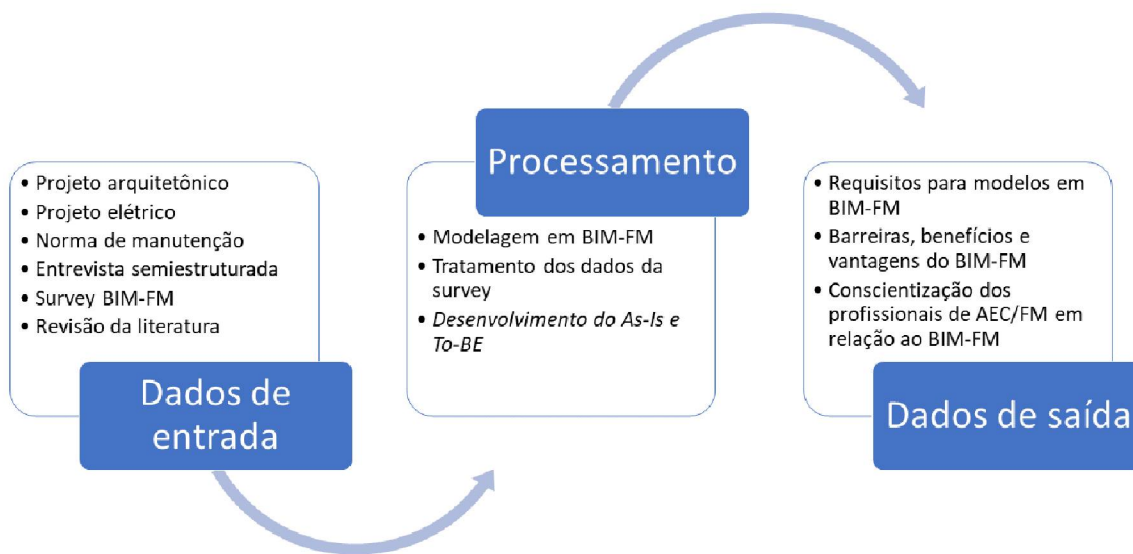 • Projeto arquitetônico
• Projeto elétrico
• Norma de manutenção
• Entrevista semiestruturada
• Survey BIM-FM
• Revisão da literatura
Dados de
entrada
Processamento
• Modelagem em BIM-FM
• Tratamento dos dados da
survey
• Desenvolvimento do As-Is e
To-BE
• Requisitos para modelos em
BIM-FM
• Barreiras, benefícios e
vantagens do BIM-FM
• Conscientização dos
profissionais de AEC/FM em
relação ao BIM-FM
Dados de saída